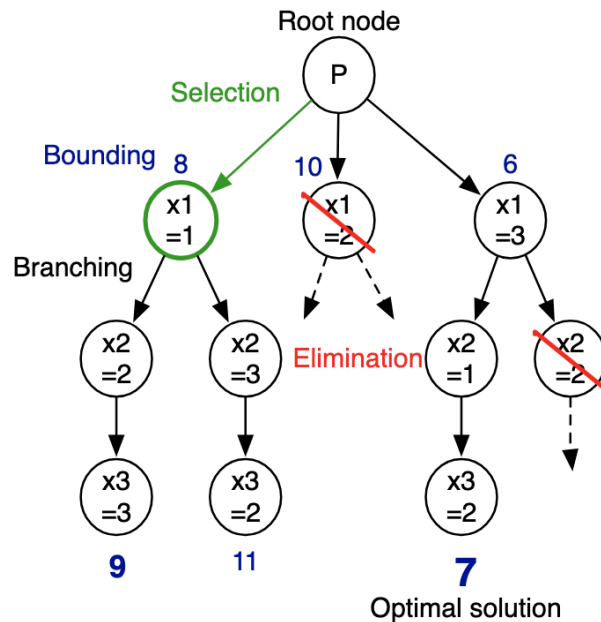 Root node
P
Selection
Bounding
8
10
6
x1
=1
x1
=2
x1
=3
Branching
x2
=2
x2
=3
Elimination
x2
=1
x2
=2
x3
=3
x3
=2
x3
=2
9
11
7
Optimal solution